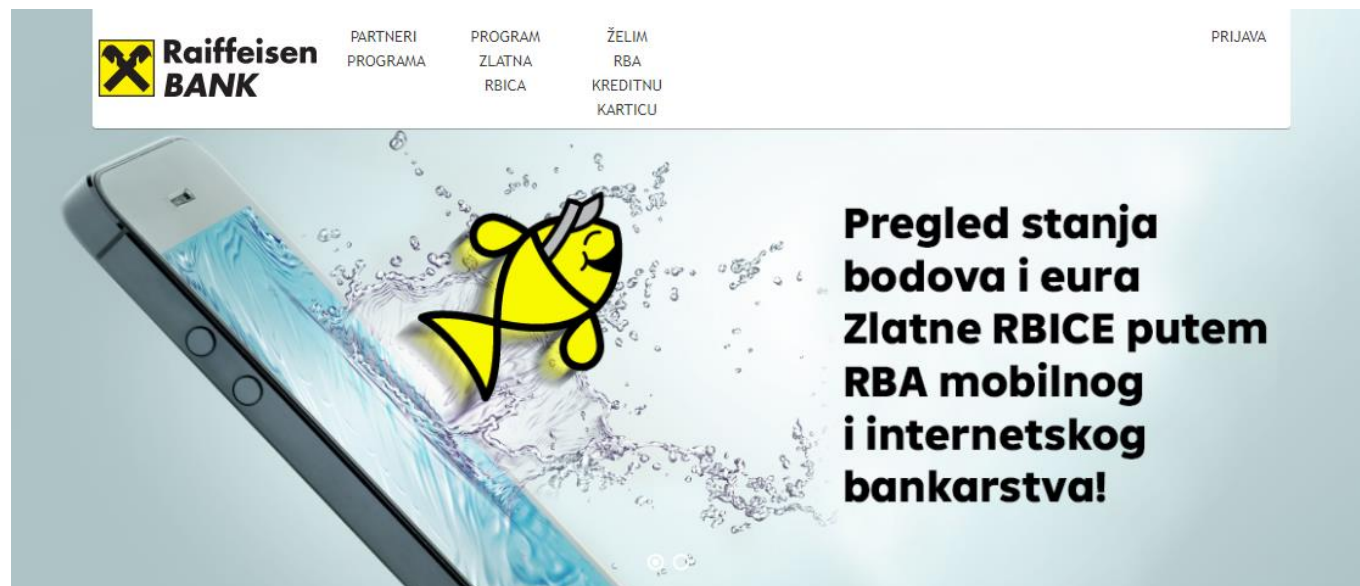 Raiffeisen
BANK
PARTNERI
PROGRAMA
PROGRAM
ZLATNA
RBICA
ŽELIM
RBA
KREDITNU
KARTICU
PRIJAVA
Pregled stanja
bodova i eura
Zlatne RBICE putem
RBA mobilnog
i internetskog
bankarstva!